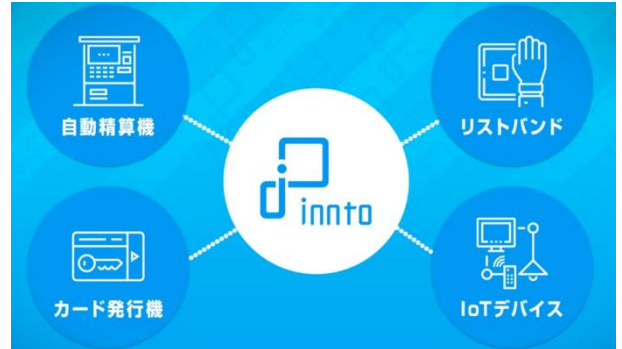 自動精算機
リストバンド
innto
カード発行機
IoTデバイス